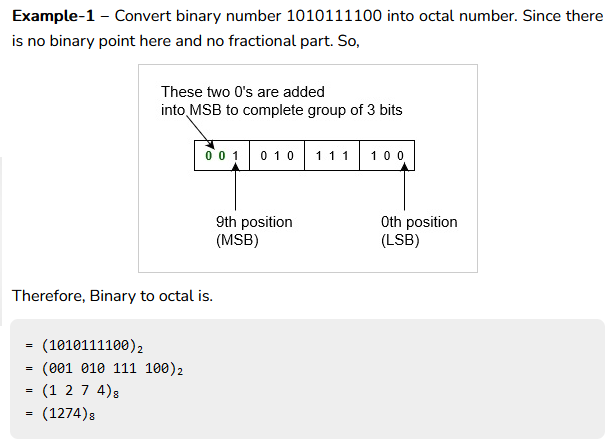 Example-1 – Convert binary number 1010111100 into octal number. Since there
is no binary point here and no fractional part. So,
These two 0's are added
into MSB to complete group of 3 bits
0 0 1 0 1 0 1 1 1 1 0 0
9th position
(MSB)
0th position
(LSB)
Therefore, Binary to octal is.
= (1010111100)₂
= (001 010 111 100)₂
= (1 2 7 4)₈
= (1274)₈